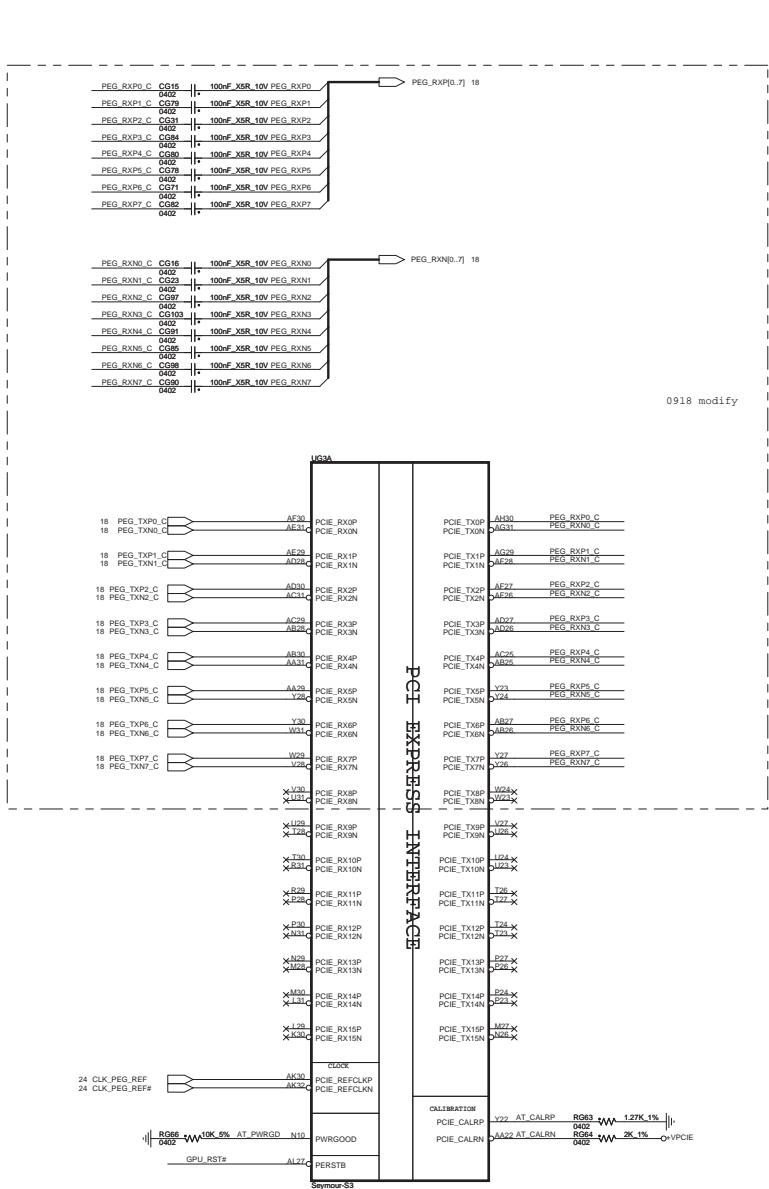 PEG_RXP[0..7] 18
PEG_RXP0_C CG15 100nF_X5R_10V PEG_RXP0
0402
PEG_RXP1_C CG79 100nF_X5R_10V PEG_RXP1
0402
PEG_RXP2_C CG31 100nF_X5R_10V PEG_RXP2
0402
PEG_RXP3_C CG84 100nF_X5R_10V PEG_RXP3
0402
PEG_RXP4_C CG80 100nF_X5R_10V PEG_RXP4
0402
PEG_RXP5_C CG78 100nF_X5R_10V PEG_RXP5
0402
PEG_RXP6_C CG71 100nF_X5R_10V PEG_RXP6
0402
PEG_RXP7_C CG82 100nF_X5R_10V PEG_RXP7
0402
PEG_RXN[0..7] 18
PEG_RXN0_C CG16 100nF_X5R_10V PEG_RXN0
0402
PEG_RXN1_C CG23 100nF_X5R_10V PEG_RXN1
0402
PEG_RXN2_C CG97 100nF_X5R_10V PEG_RXN2
0402
PEG_RXN3_C CG103 100nF_X5R_10V PEG_RXN3
0402
PEG_RXN4_C CG91 100nF_X5R_10V PEG_RXN4
0402
PEG_RXN5_C CG85 100nF_X5R_10V PEG_RXN5
0402
PEG_RXN6_C CG98 100nF_X5R_10V PEG_RXN6
0402
PEG_RXN7_C CG90 100nF_X5R_10V PEG_RXN7
0402
0918 modify
UG3A
18 PEG_TXP0_C AF30 PCIE_RX0P PCIE_TX0P AH30 PEG_RXP0_C
18 PEG_TXN0_C AE31 PCIE_RX0N PCIE_TX0N AG31 PEG_RXN0_C
18 PEG_TXP1_C AE29 PCIE_RX1P PCIE_TX1P AG29 PEG_RXP1_C
18 PEG_TXN1_C AD28 PCIE_RX1N PCIE_TX1N AF28 PEG_RXN1_C
18 PEG_TXP2_C AD30 PCIE_RX2P PCIE_TX2P AF27 PEG_RXP2_C
18 PEG_TXN2_C AC31 PCIE_RX2N PCIE_TX2N AF26 PEG_RXN2_C
18 PEG_TXP3_C AC29 PCIE_RX3P PCIE_TX3P AD27 PEG_RXP3_C
18 PEG_TXN3_C AB28 PCIE_RX3N PCIE_TX3N AD26 PEG_RXN3_C
18 PEG_TXP4_C AB30 PCIE_RX4P PCIE_TX4P AC25 PEG_RXP4_C
18 PEG_TXN4_C AA31 PCIE_RX4N PCIE_TX4N AB25 PEG_RXN4_C
18 PEG_TXP5_C AA29 PCIE_RX5P PCIE_TX5P Y23 PEG_RXP5_C
18 PEG_TXN5_C Y28 PCIE_RX5N PCIE_TX5N Y24 PEG_RXN5_C
18 PEG_TXP6_C Y30 PCIE_RX6P PCIE_TX6P AB27 PEG_RXP6_C
18 PEG_TXN6_C W31 PCIE_RX6N PCIE_TX6N AB26 PEG_RXN6_C
18 PEG_TXP7_C W29 PCIE_RX7P PCIE_TX7P Y27 PEG_RXP7_C
18 PEG_TXN7_C V28 PCIE_RX7N PCIE_TX7N Y26 PEG_RXN7_C
PCI EXPRESS INTERFACE
V30 PCIE_RX8P PCIE_TX8P W24
U31 PCIE_RX8N PCIE_TX8N W23
U29 PCIE_RX9P PCIE_TX9P V27
T28 PCIE_RX9N PCIE_TX9N U26
T30 PCIE_RX10P PCIE_TX10P U24
R31 PCIE_RX10N PCIE_TX10N U23
R29 PCIE_RX11P PCIE_TX11P T26
P28 PCIE_RX11N PCIE_TX11N T27
P30 PCIE_RX12P PCIE_TX12P T24
N31 PCIE_RX12N PCIE_TX12N T23
N29 PCIE_RX13P PCIE_TX13P P27
M28 PCIE_RX13N PCIE_TX13N P26
M30 PCIE_RX14P PCIE_TX14P P24
L31 PCIE_RX14N PCIE_TX14N P23
L29 PCIE_RX15P PCIE_TX15P M27
K30 PCIE_RX15N PCIE_TX15N N26
CLOCK
24 CLK_PEG_REF AK30 PCIE_REFCLKP
24 CLK_PEG_REF# AK32 PCIE_REFCLKN
CALIBRATION
PCIE_CALRP Y22 AT_CALRP RG63 1.27K_1%
0402
RG66 10K_5% AT_PWRGD N10 PWRGOOD PCIE_CALRN AA22 AT_CALRN RG64 2K_1% +VPCIE
0402 0402
GPU_RST# AL27 PERSTB
Seymour-S3